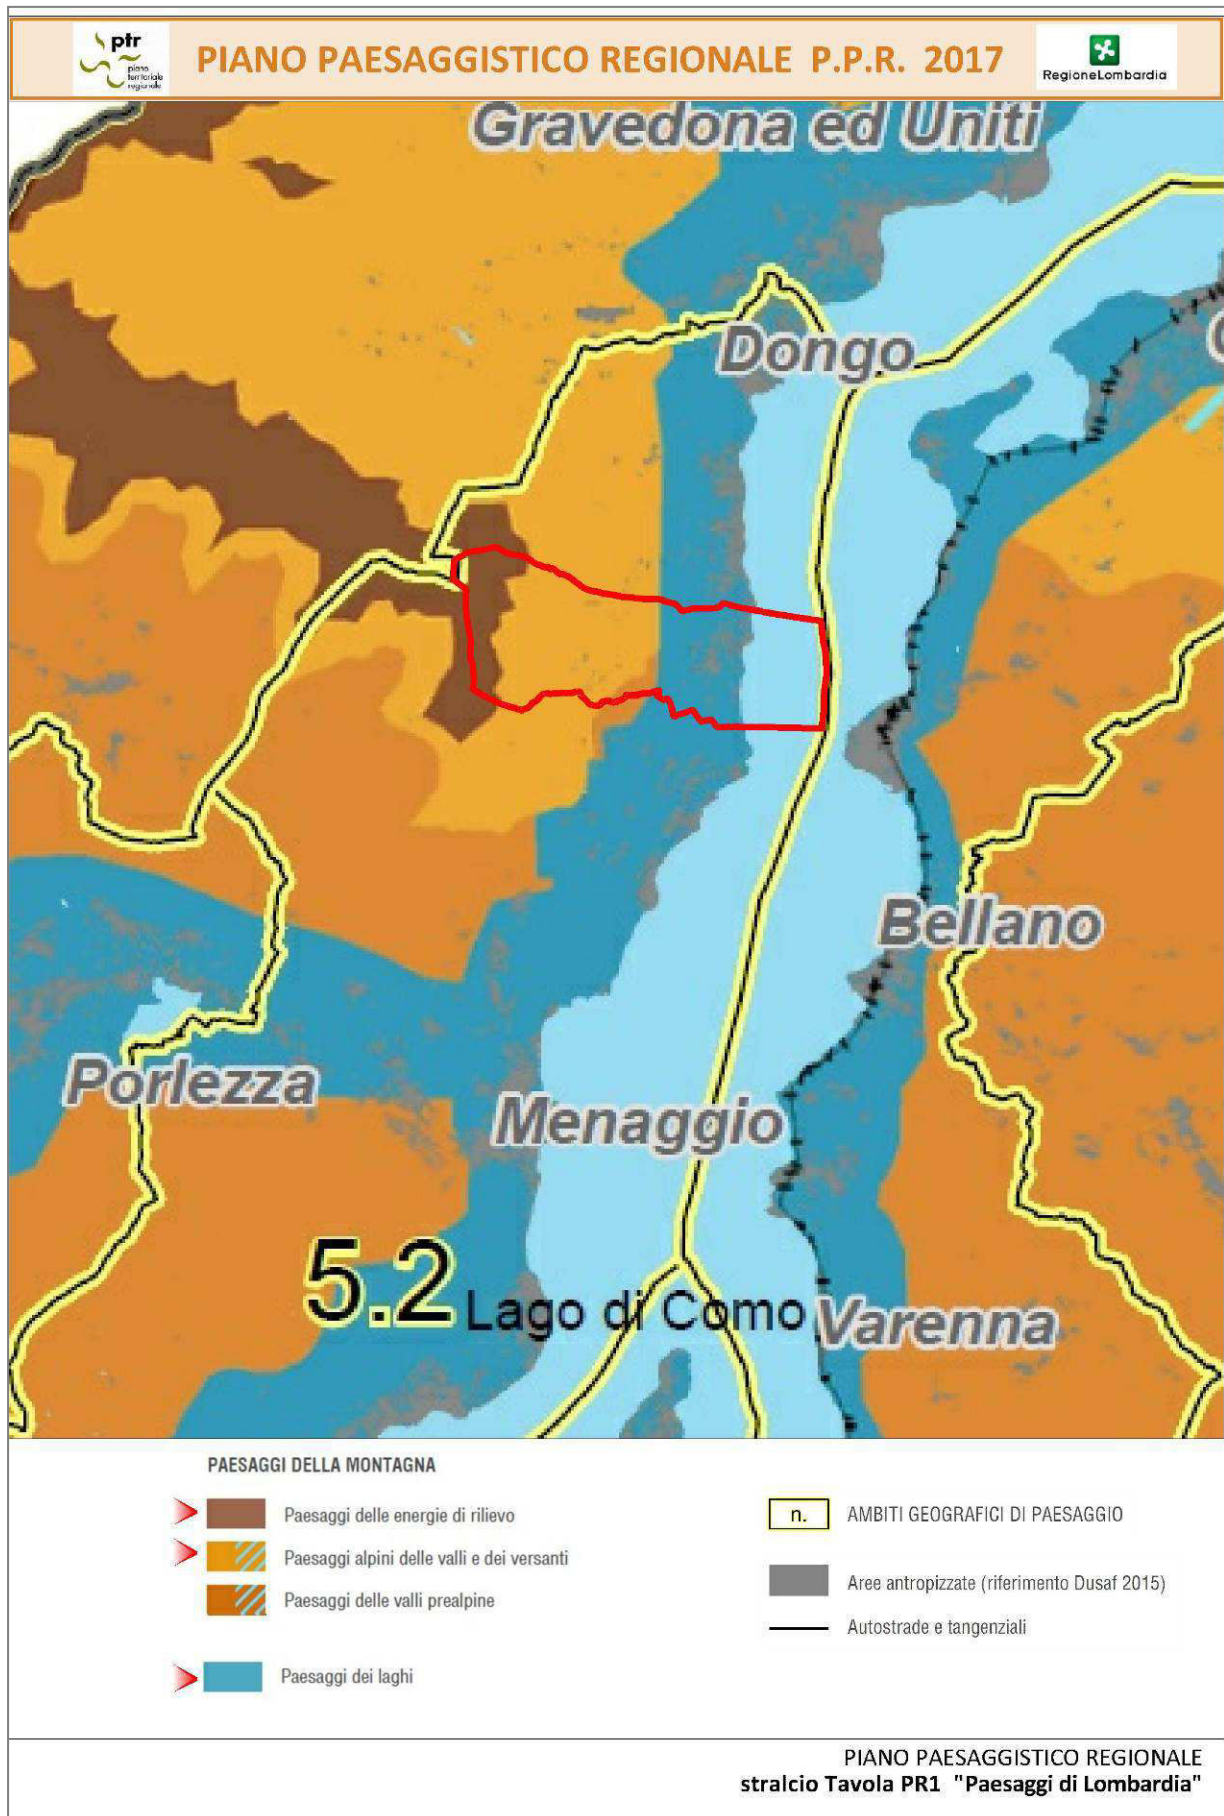 ptr
piano
territoriale
regionale
PIANO PAESAGGISTICO REGIONALE P.P.R. 2017
RegioneLombardia
Gravedona ed Uniti
Dongo
Bellano
Porlezza
Menaggio
5.2 Lago di Como
Varenna
PAESAGGI DELLA MONTAGNA
Paesaggi delle energie di rilievo
Paesaggi alpini delle valli e dei versanti
Paesaggi delle valli prealpine
Paesaggi dei laghi
n. AMBITI GEOGRAFICI DI PAESAGGIO
Aree antropizzate (riferimento Dusaf 2015)
Autostrade e tangenziali
PIANO PAESAGGISTICO REGIONALE
stralcio Tavola PR1 "Paesaggi di Lombardia"